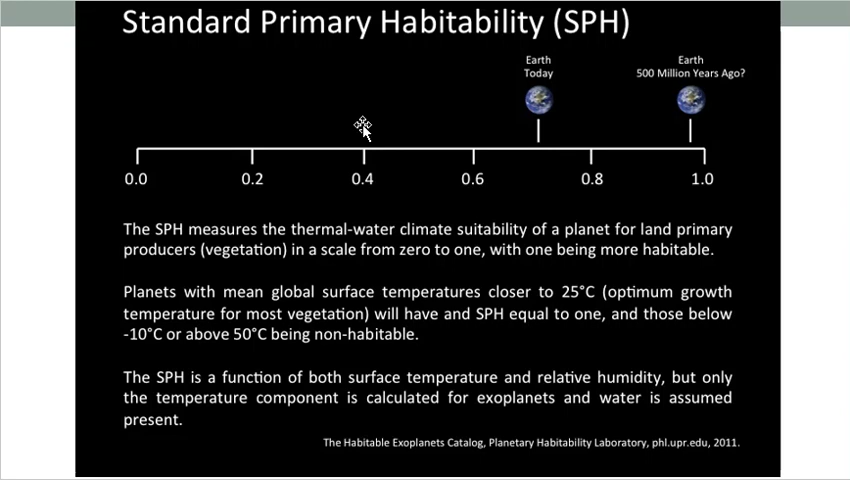 Standard Primary Habitability (SPH)
Earth
Today
Earth
500 Million Years Ago?
0.0
0.2
0.4
0.6
0.8
1.0
The SPH measures the thermal-water climate suitability of a planet for land primary
producers (vegetation) in a scale from zero to one, with one being more habitable.
Planets with mean global surface temperatures closer to 25°C (optimum growth
temperature for most vegetation) will have and SPH equal to one, and those below
-10°C or above 50°C being non-habitable.
The SPH is a function of both surface temperature and relative humidity, but only
the temperature component is calculated for exoplanets and water is assumed
present.
The Habitable Exoplanets Catalog, Planetary Habitability Laboratory, phl.upr.edu, 2011.